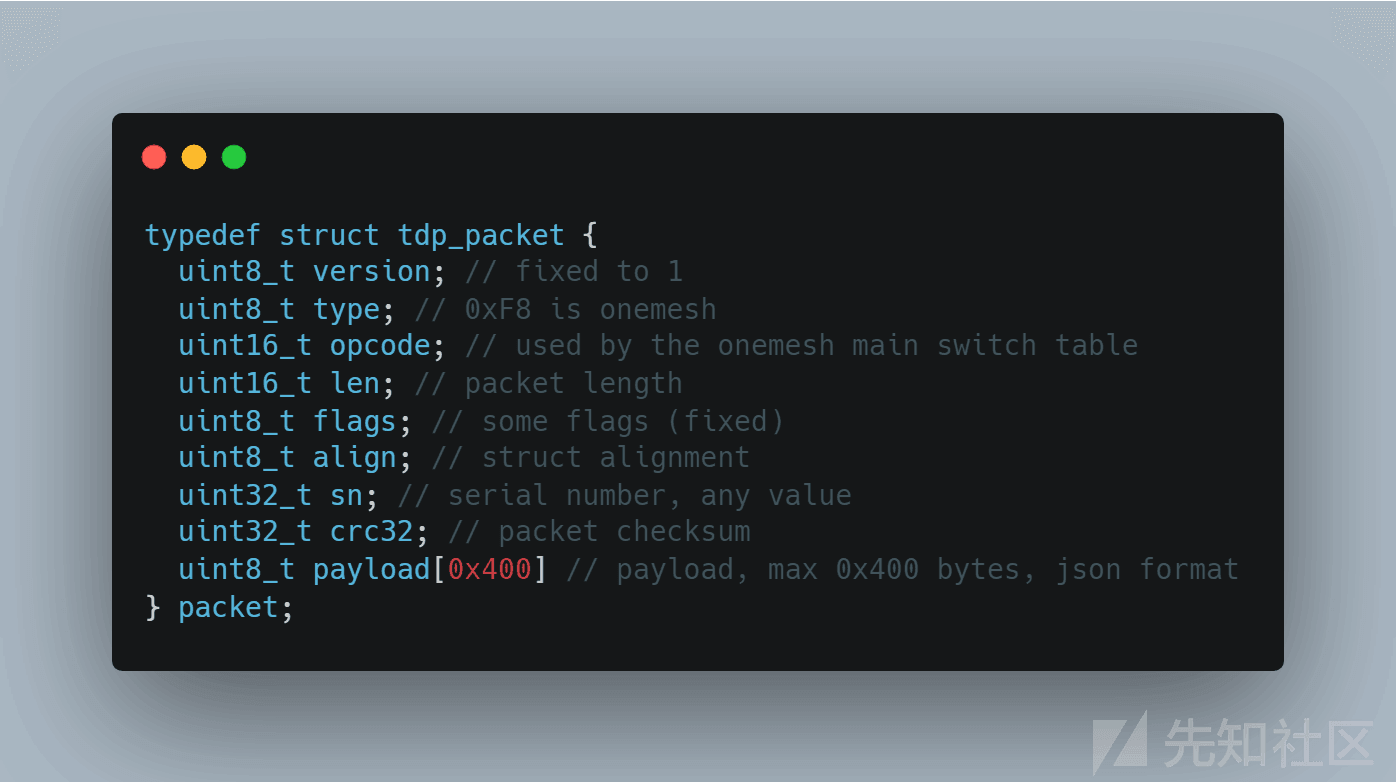 typedef struct tdp_packet {
  uint8_t version; // fixed to 1
  uint8_t type; // 0xF8 is onemesh
  uint16_t opcode; // used by the onemesh main switch table
  uint16_t len; // packet length
  uint8_t flags; // some flags (fixed)
  uint8_t align; // struct alignment
  uint32_t sn; // serial number, any value
  uint32_t crc32; // packet checksum
  uint8_t payload[0x400] // payload, max 0x400 bytes, json format
} packet;
先知社区